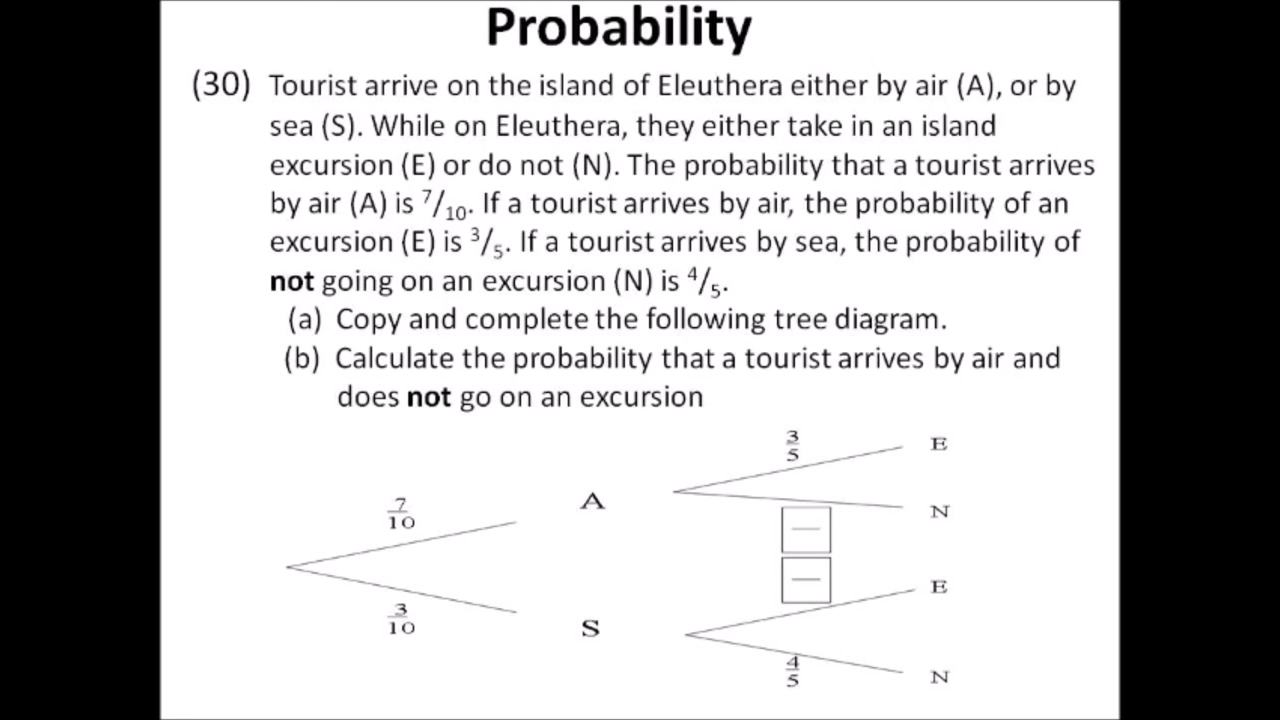 Probability
(30) Tourist arrive on the island of Eleuthera either by air (A), or by
sea (S). While on Eleuthera, they either take in an island
excursion (E) or do not (N). The probability that a tourist arrives
by air (A) is 7/10. If a tourist arrives by air, the probability of an
excursion (E) is 3/5. If a tourist arrives by sea, the probability of
not going on an excursion (N) is 4/5.
(a) Copy and complete the following tree diagram.
(b) Calculate the probability that a tourist arrives by air and
does not go on an excursion
3/5
E
7/10
A
N
E
3/10
S
4/5
N